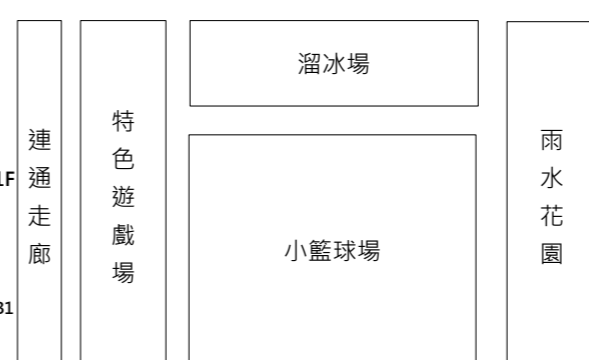 連通走廊
特色遊戲場
溜冰場
小籃球場
雨水花園
1F
B1